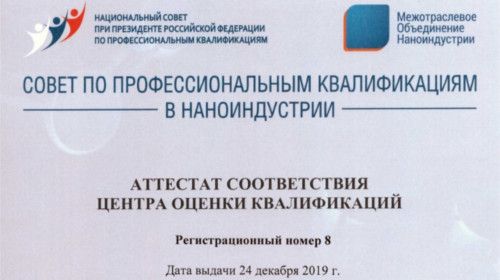 НАЦИОНАЛЬНЫЙ СОВЕТ
ПРИ ПРЕЗИДЕНТЕ РОССИЙСКОЙ ФЕДЕРАЦИИ
ПО ПРОФЕССИОНАЛЬНЫМ КВАЛИФИКАЦИЯМ
Межотраслевое
Объединение
Наноиндустрии
СОВЕТ ПО ПРОФЕССИОНАЛЬНЫМ КВАЛИФИКАЦИЯМ
В НАНОИНДУСТРИИ
АТТЕСТАТ СООТВЕТСТВИЯ
ЦЕНТРА ОЦЕНКИ КВАЛИФИКАЦИЙ
Регистрационный номер 8
Дата выдачи 24 декабря 2019 г.